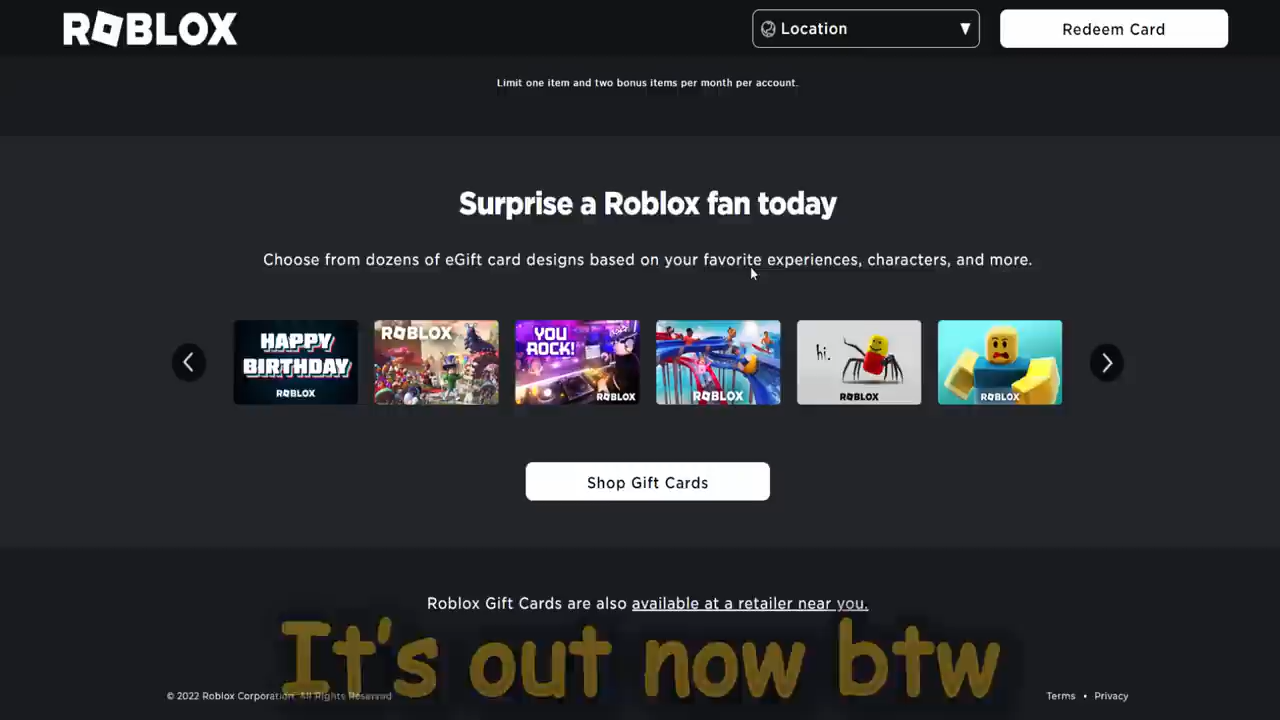 ROBLOX
Location
Redeem Card
Limit one item and two bonus items per month per account.
Surprise a Roblox fan today
Choose from dozens of eGift card designs based on your favorite experiences, characters, and more.
HAPPY
BIRTHDAY
ROBLOX
ROBLOX
YOU
ROCK!
ROBLOX
ROBLOX
hi.
ROBLOX
ROBLOX
Shop Gift Cards
Roblox Gift Cards are also available at a retailer near you.
It's out now btw
© 2022 Roblox Corporation. All Rights Reserved
Terms • Privacy